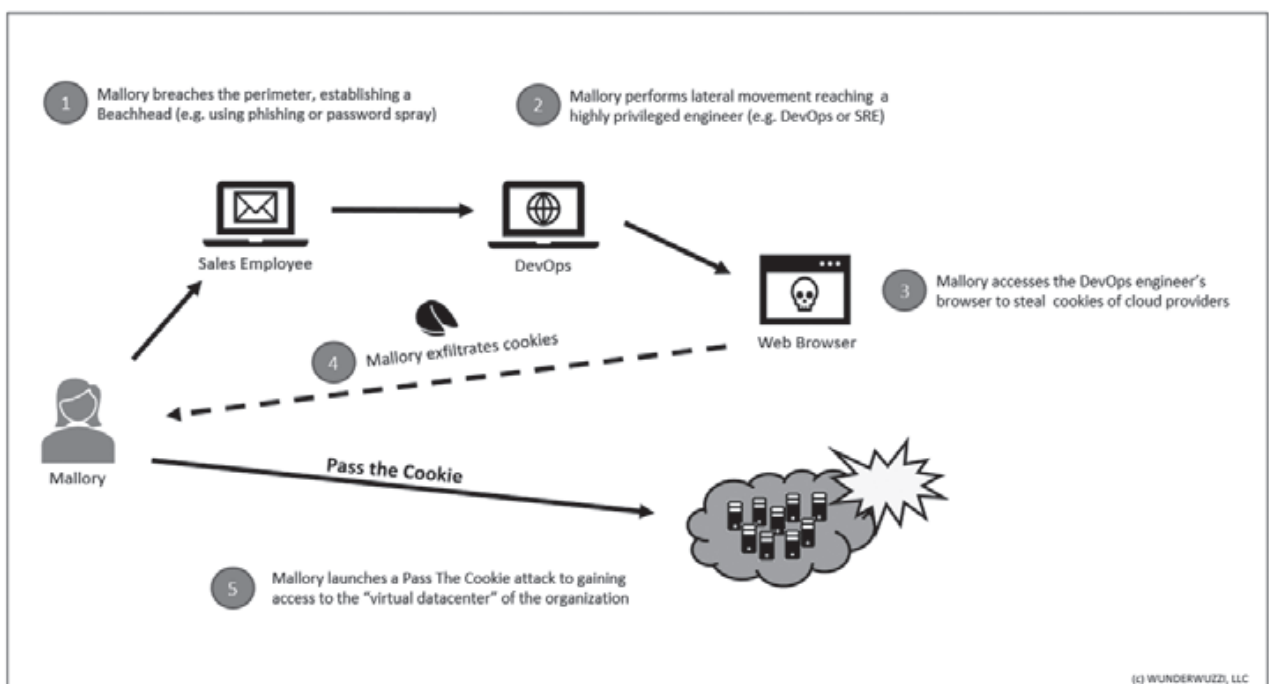 1
Mallory breaches the perimeter, establishing a
Beachhead (e.g. using phishing or password spray)
2
Mallory performs lateral movement reaching a
highly privileged engineer (e.g. DevOps or SRE)
Sales Employee
DevOps
Web Browser
3
Mallory accesses the DevOps engineer's
browser to steal cookies of cloud providers
4
Mallory exfiltrates cookies
Mallory
Pass the Cookie
5
Mallory launches a Pass The Cookie attack to gaining
access to the “virtual datacenter” of the organization
(c) WUNDERWUZZI, LLC